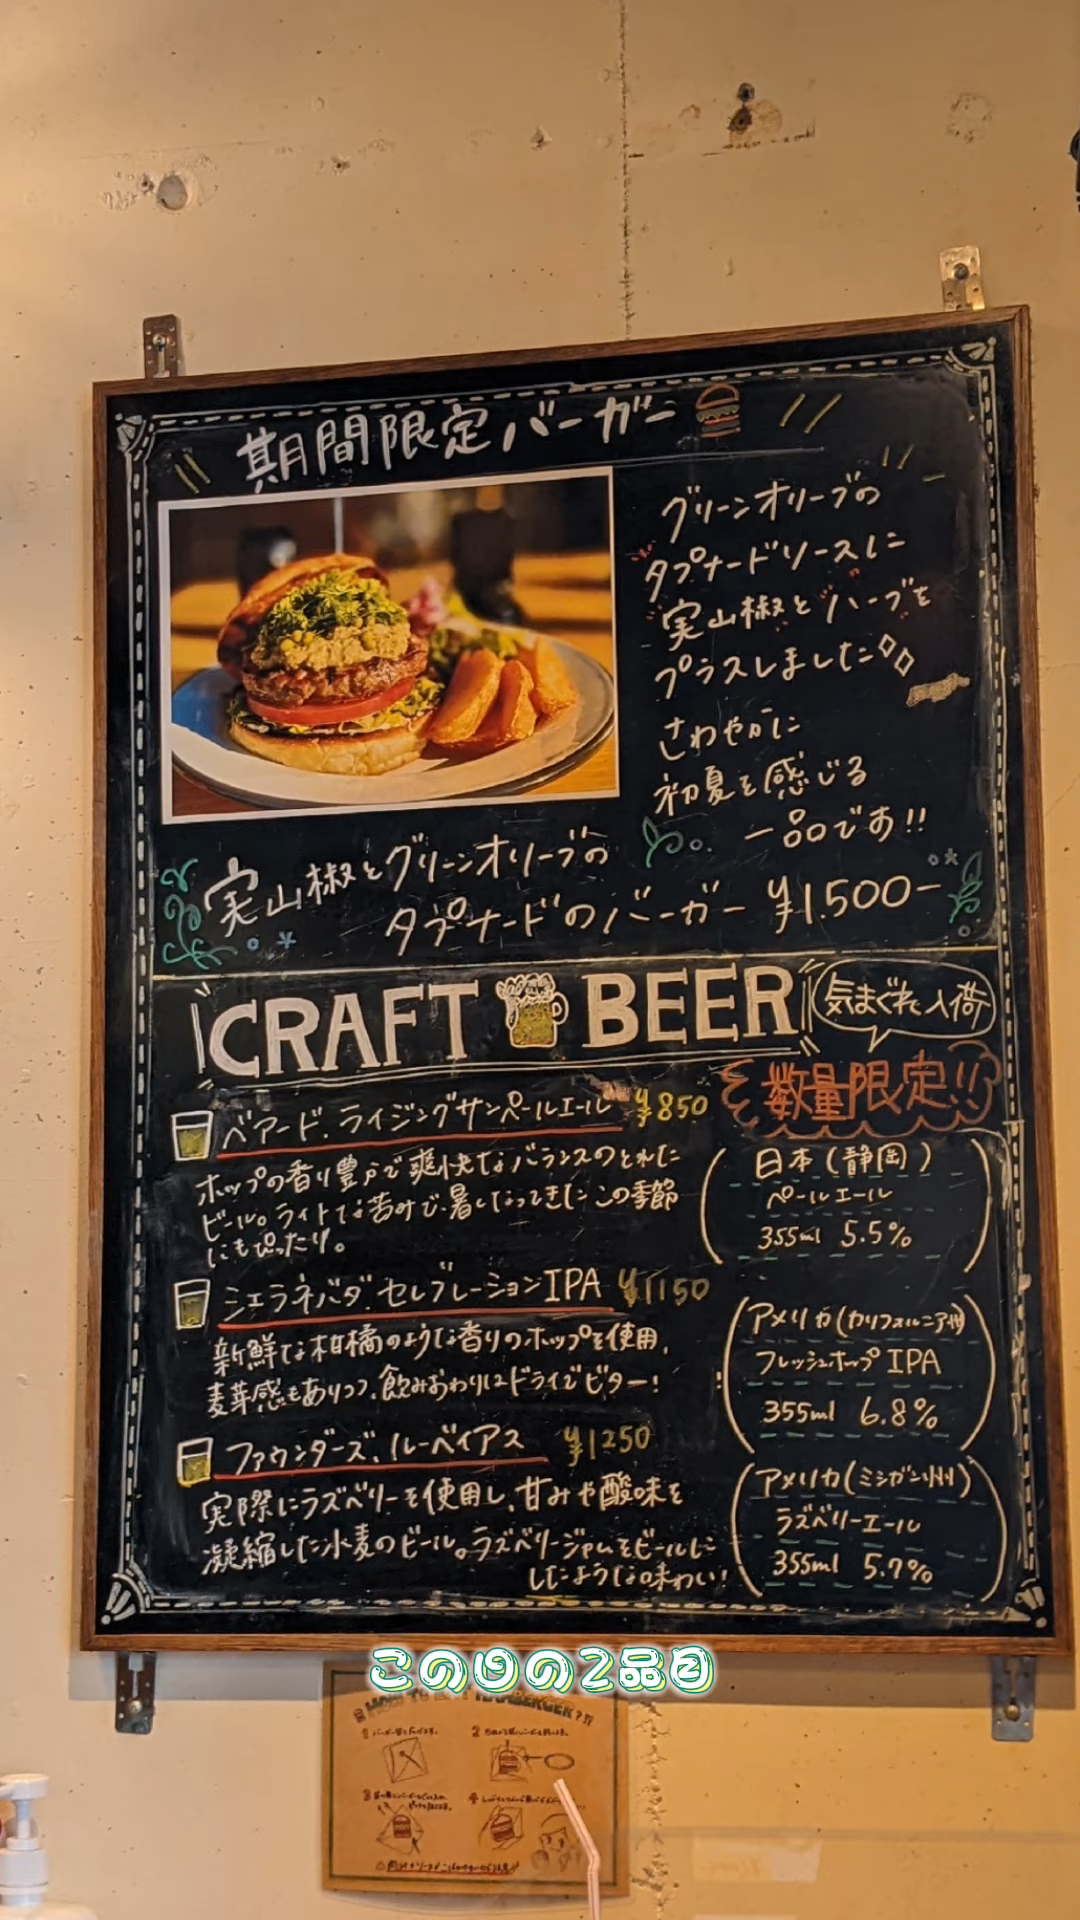 期間限定バーガー
グリーンオリーブの
タプナードソースに
実山椒とハーブを
プラスしました
さわやかに
初夏を感じる
一品です!!
実山椒とグリーンオリーブの
タプナードのバーガー ¥1,500-
CRAFT BEER
気まぐれ入荷
数量限定!!
ベアード・ライジングサンペールエール ¥850
ホップの香り豊かで爽快なバランスのとれた
ビール。ライトな苦みで、暑くなってきたこの季節
にもぴったり。
日本(静岡)
ペールエール
355ml 5.5%
シエラネバダ・セレブレーションIPA ¥1150
新鮮な柑橘のような香りのホップを使用。
麦芽感もありつつ、飲みおわりはドライでビター!
アメリカ(カリフォルニア州)
フレッシュホップIPA
355ml 6.8%
ファウンダーズ、ルーベイアス ¥1250
実際にラズベリーを使用し、甘みや酸味を
凝縮した小麦のビール。ラズベリージャムをビールに
したような味わい!
アメリカ(ミシガン州)
ラズベリーエール
355ml 5.7%
この日の2品目
HOW TO HAMBERGER?!